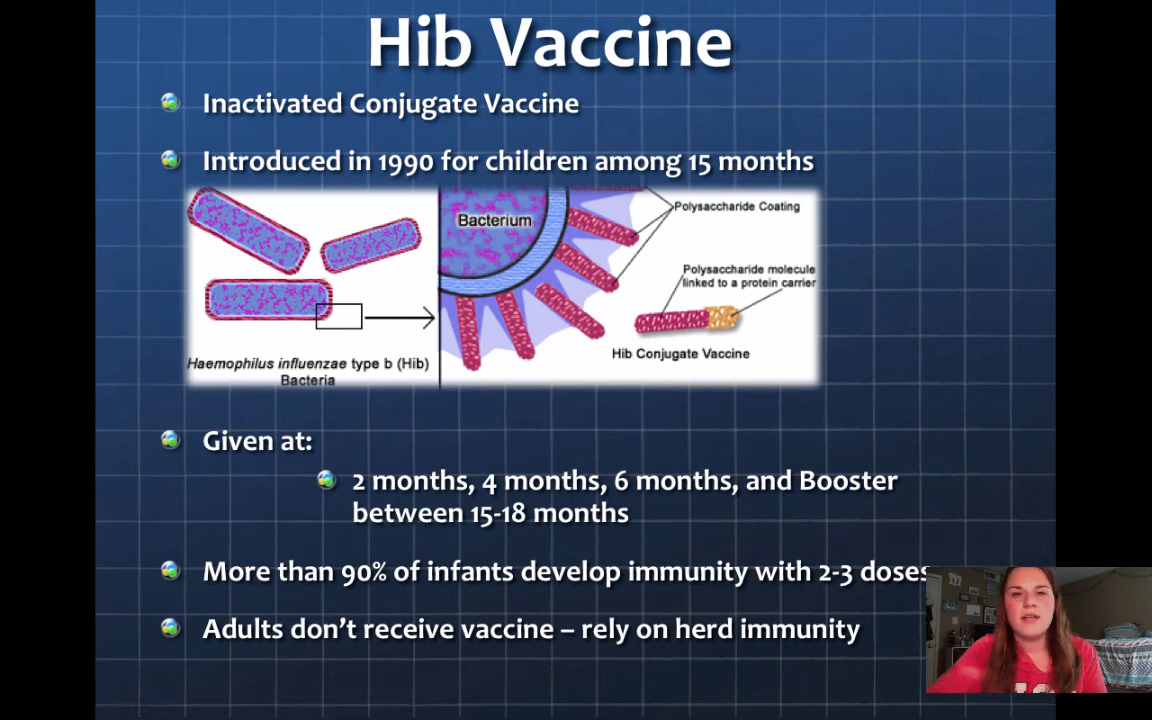 Hib Vaccine
Inactivated Conjugate Vaccine
Introduced in 1990 for children among 15 months
Bacterium
Polysaccharide Coating
Polysaccharide molecule
linked to a protein carrier
Hib Conjugate Vaccine
Haemophilus influenzae type b (Hib)
Bacteria
Given at:
2 months, 4 months, 6 months, and Booster
between 15-18 months
More than 90% of infants develop immunity with 2-3 doses
Adults don't receive vaccine – rely on herd immunity